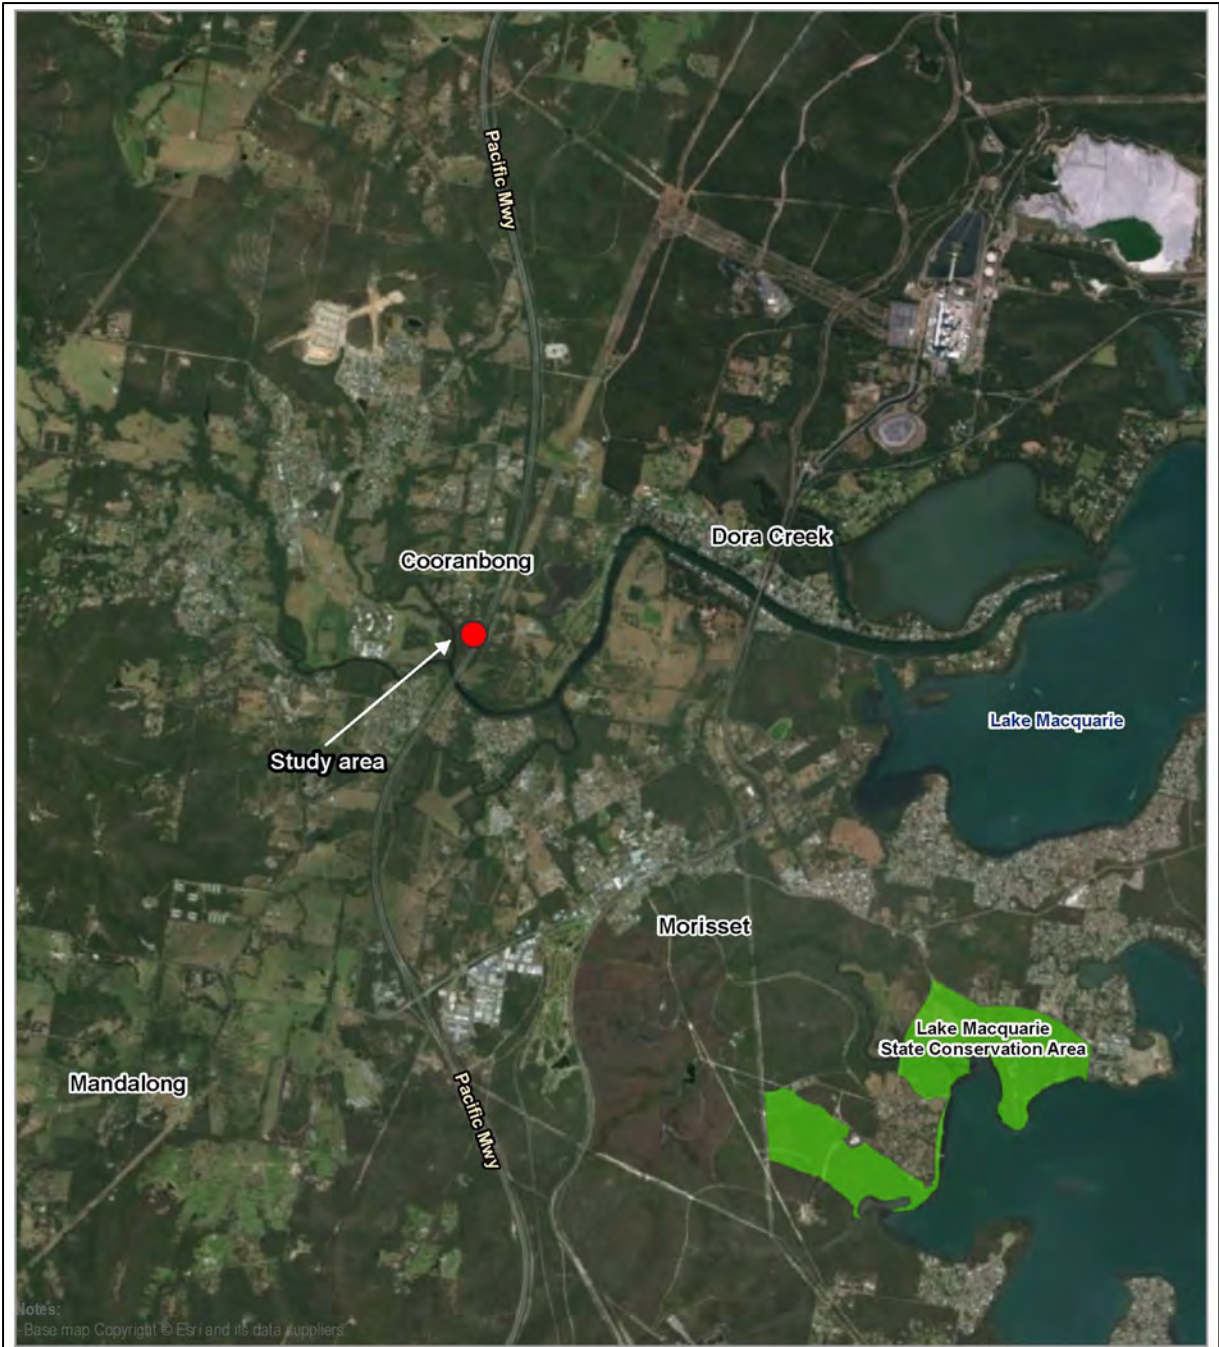 Pacific Mwy
Dora Creek
Cooranbong
Lake Macquarie
Study area
Morisset
Lake Macquarie
State Conservation Area
Mandalong
Pacific Mwy
Notes:
- Base map Copyright © Esri and its data suppliers.